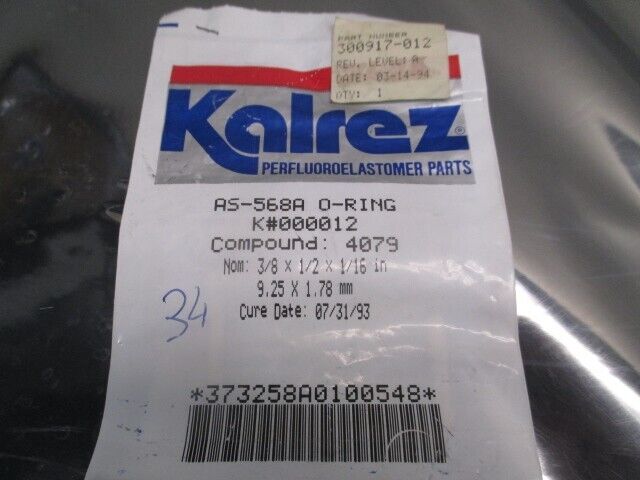 PART NUMBER
300917-012
REV. LEVEL: A
DATE: 03-14-94
QTY: 1
Kalrez®
PERFLUOROELASTOMER PARTS
AS-568A O-RING
K#000012
Compound: 4079
Nom: 3/8 x 1/2 x 1/16 in
9.25 X 1.78 mm
Cure Date: 07/31/93
34
*373258A0100548*